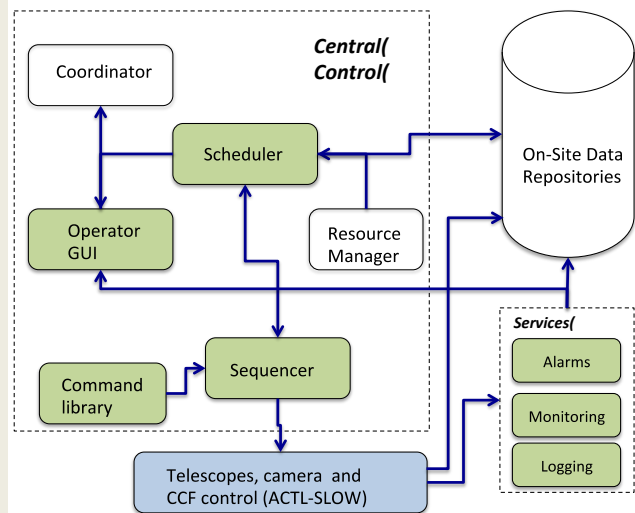 Central(
Control(
Coordinator
Scheduler
On-Site Data
Repositories
Operator
GUI
Resource
Manager
Services(
Alarms
Sequencer
Command
library
Monitoring
Logging
Telescopes, camera and
CCF control (ACTL-SLOW)